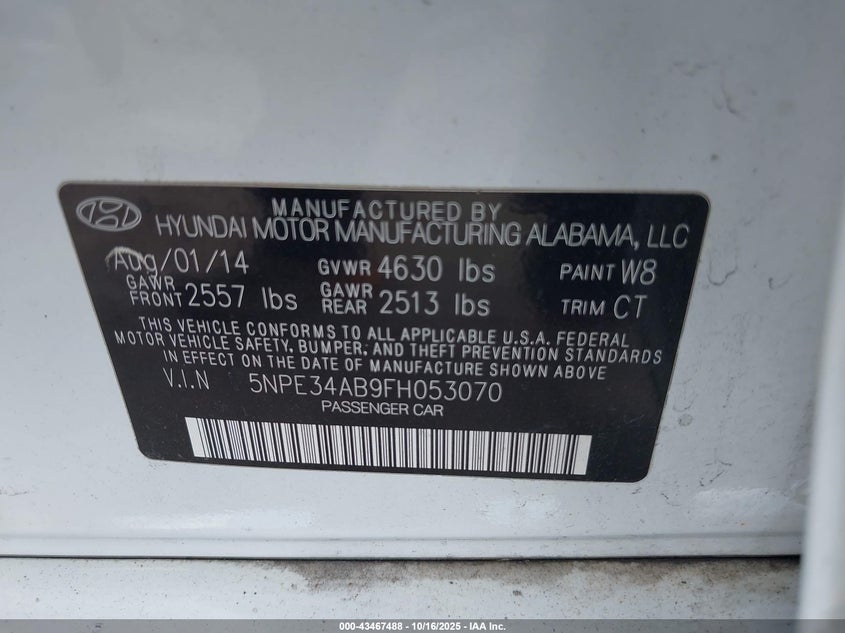 MANUFACTURED BY
HYUNDAI MOTOR MANUFACTURING ALABAMA, LLC
Aug/01/14 GVWR 4630 lbs PAINT W8
GAWR FRONT 2557 lbs GAWR REAR 2513 lbs TRIM CT
THIS VEHICLE CONFORMS TO ALL APPLICABLE U.S.A. FEDERAL
MOTOR VEHICLE SAFETY, BUMPER, AND THEFT PREVENTION STANDARDS
IN EFFECT ON THE DATE OF MANUFACTURE SHOWN ABOVE
V.I.N 5NPE34AB9FH053070
PASSENGER CAR
000-43467488 - 10/16/2025 - IAA Inc.